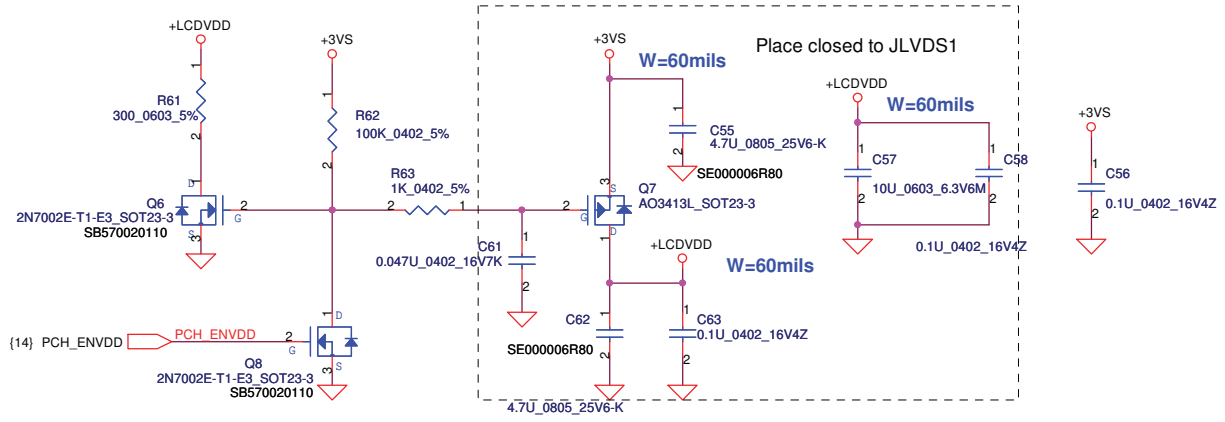 +LCDVDD
1
R61
300_0603_5%
2
+3VS
1
R62
100K_0402_5%
2
R63
1K_0402_5%
2
1
D
1
Q6
2N7002E-T1-E3_SOT23-3
SB570020110
2
G
S
3
{14} PCH_ENVDD
PCH_ENVDD
2
G
1
D
S
3
Q8
2N7002E-T1-E3_SOT23-3
SB570020110
1
C61
0.047U_0402_16V7K
2
+3VS
W=60mils
Place closed to JLVDS1
1
C55
4.7U_0805_25V6-K
2
SE000006R80
3
S
Q7
AO3413L_SOT23-3
2
G
D
1
+LCDVDD
W=60mils
1
C62
SE000006R80
2
4.7U_0805_25V6-K
1
C63
0.1U_0402_16V4Z
2
+LCDVDD
W=60mils
1
C57
10U_0603_6.3V6M
2
1
C58
2
0.1U_0402_16V4Z
+3VS
1
C56
0.1U_0402_16V4Z
2